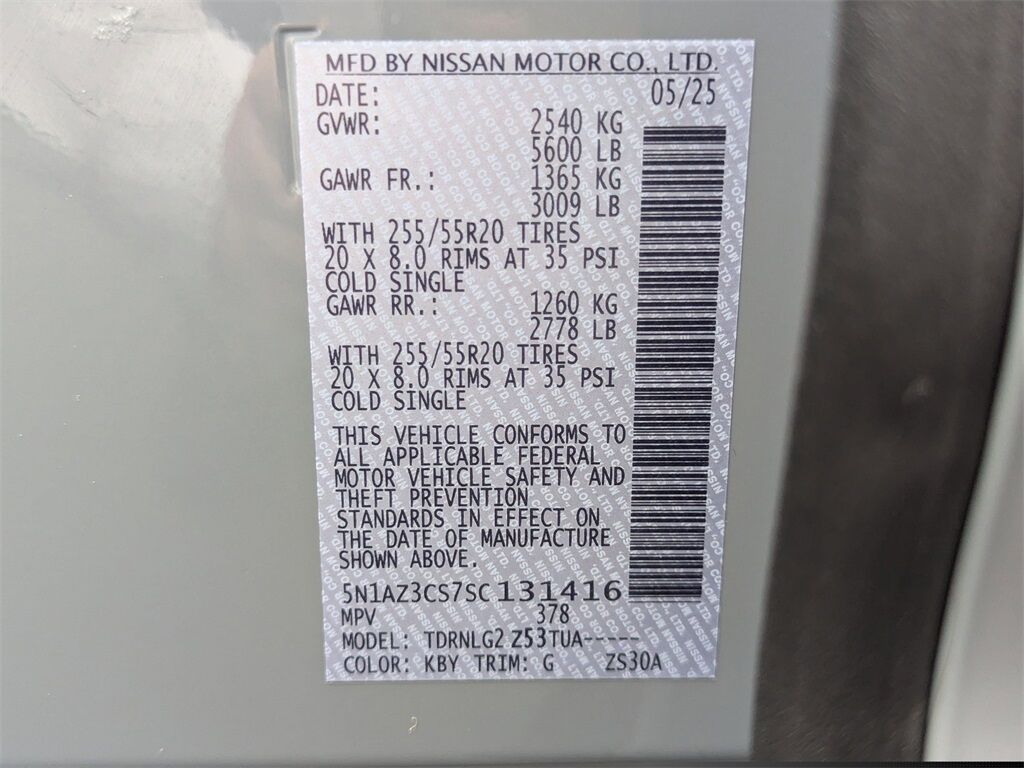 MFD BY NISSAN MOTOR CO., LTD.
DATE: 05/25
GVWR: 2540 KG
5600 LB
GAWR FR.: 1365 KG
3009 LB
WITH 255/55R20 TIRES
20 X 8.0 RIMS AT 35 PSI
COLD SINGLE
GAWR RR.: 1260 KG
2778 LB
WITH 255/55R20 TIRES
20 X 8.0 RIMS AT 35 PSI
COLD SINGLE
THIS VEHICLE CONFORMS TO
ALL APPLICABLE FEDERAL
MOTOR VEHICLE SAFETY AND
THEFT PREVENTION
STANDARDS IN EFFECT ON
THE DATE OF MANUFACTURE
SHOWN ABOVE.
5N1AZ3CS7SC131416
MPV 378
MODEL: TDRNLG2 Z53TUA-----
COLOR: KBY TRIM: G ZS30A